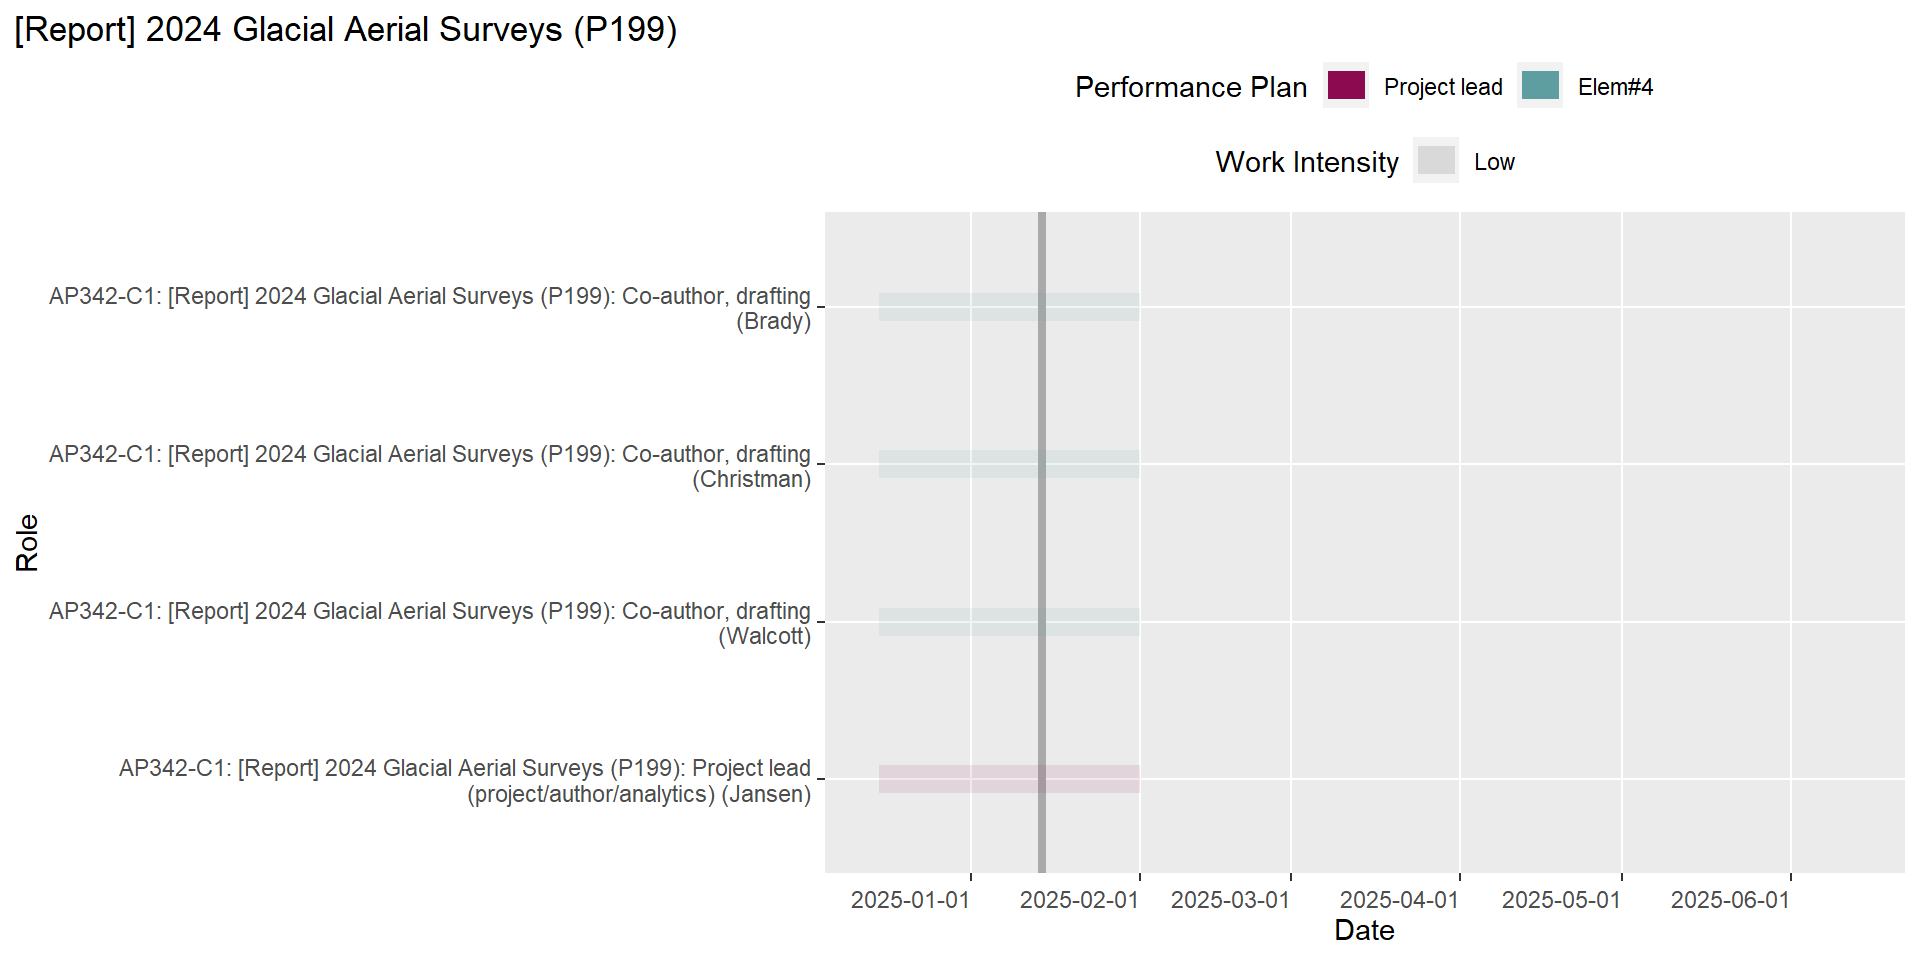 [Report] 2024 Glacial Aerial Surveys (P199)
Performance Plan Project lead Elem#4
Work Intensity Low
AP342-C1: [Report] 2024 Glacial Aerial Surveys (P199): Co-author, drafting
(Brady)
AP342-C1: [Report] 2024 Glacial Aerial Surveys (P199): Co-author, drafting
(Christman)
AP342-C1: [Report] 2024 Glacial Aerial Surveys (P199): Co-author, drafting
(Walcott)
AP342-C1: [Report] 2024 Glacial Aerial Surveys (P199): Project lead
(project/author/analytics) (Jansen)
Role
2025-01-01 2025-02-01 2025-03-01 2025-04-01 2025-05-01 2025-06-01
Date